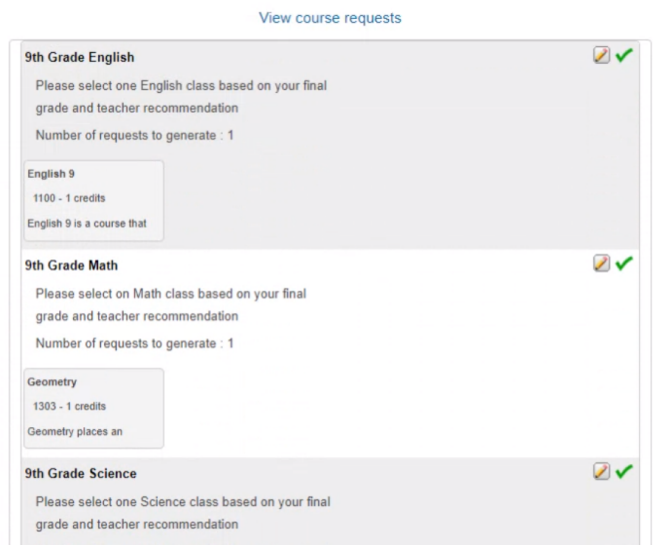 View course requests
9th Grade English
Please select one English class based on your final
grade and teacher recommendation
Number of requests to generate : 1
English 9
1100 - 1 credits
English 9 is a course that
9th Grade Math
Please select on Math class based on your final
grade and teacher recommendation
Number of requests to generate : 1
Geometry
1303 - 1 credits
Geometry places an
9th Grade Science
Please select one Science class based on your final
grade and teacher recommendation